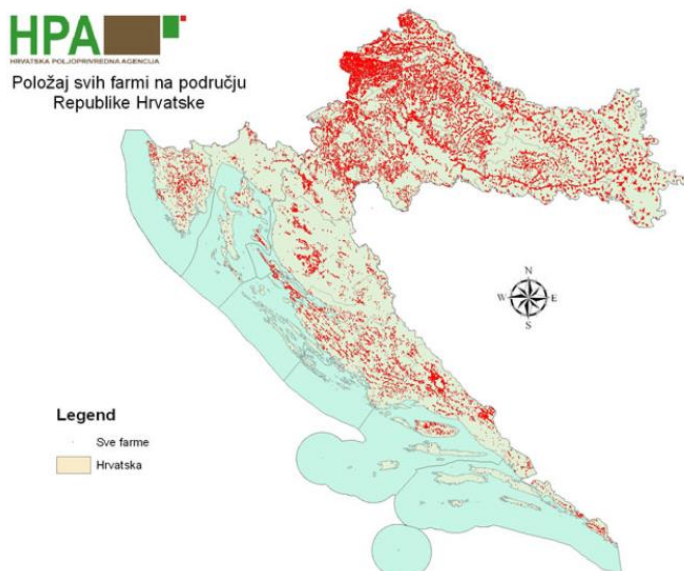 HPA
HRVATSKA POLJOPRIVREDNA AGENCIJA
Položaj svih farmi na području
Republike Hrvatske
N
W E
S
Legend
Sve farme
Hrvatska